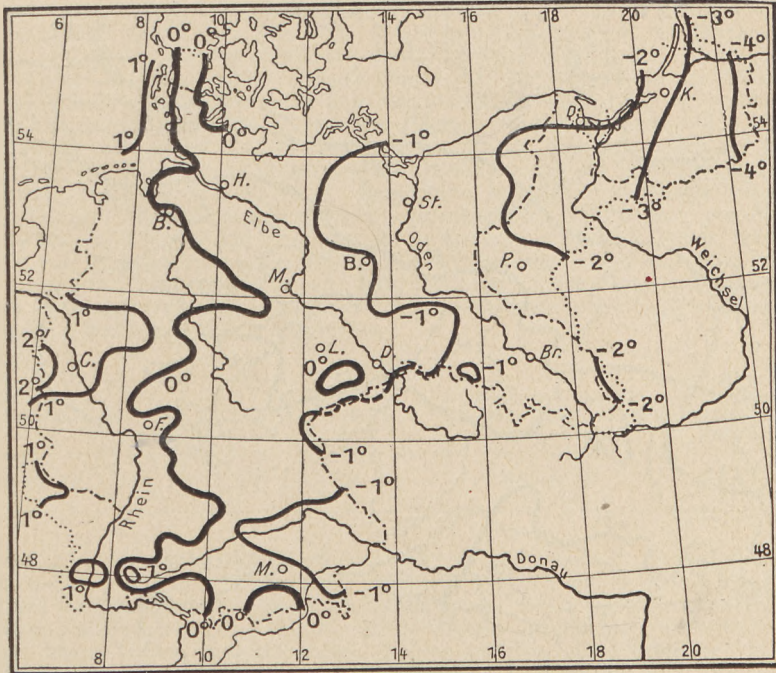 6 8 10 12 14 16 18 20
0° 0° -3°
1° -2° -4°
K.
D.
1° 54 0° -1° 54
-4°
H. St. -3°
B. Elbe Oder Weichsel
B. P. -2°
52 M. 52
1° -1°
2° C. L. D. -1° Br. -2°
2° 0° 0°
1° -2°
50 F. 50
1° -1°
Rhein -1°
1°
48 -1° M. Donau 48
1° -1°
0° 0° 0°
8 10 12 14 16 18 20